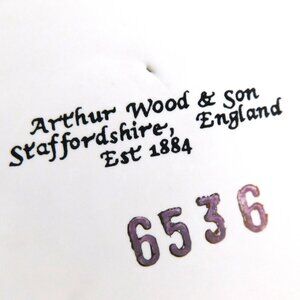 Arthur Wood & Son
Staffordshire, England
Est 1884
6536